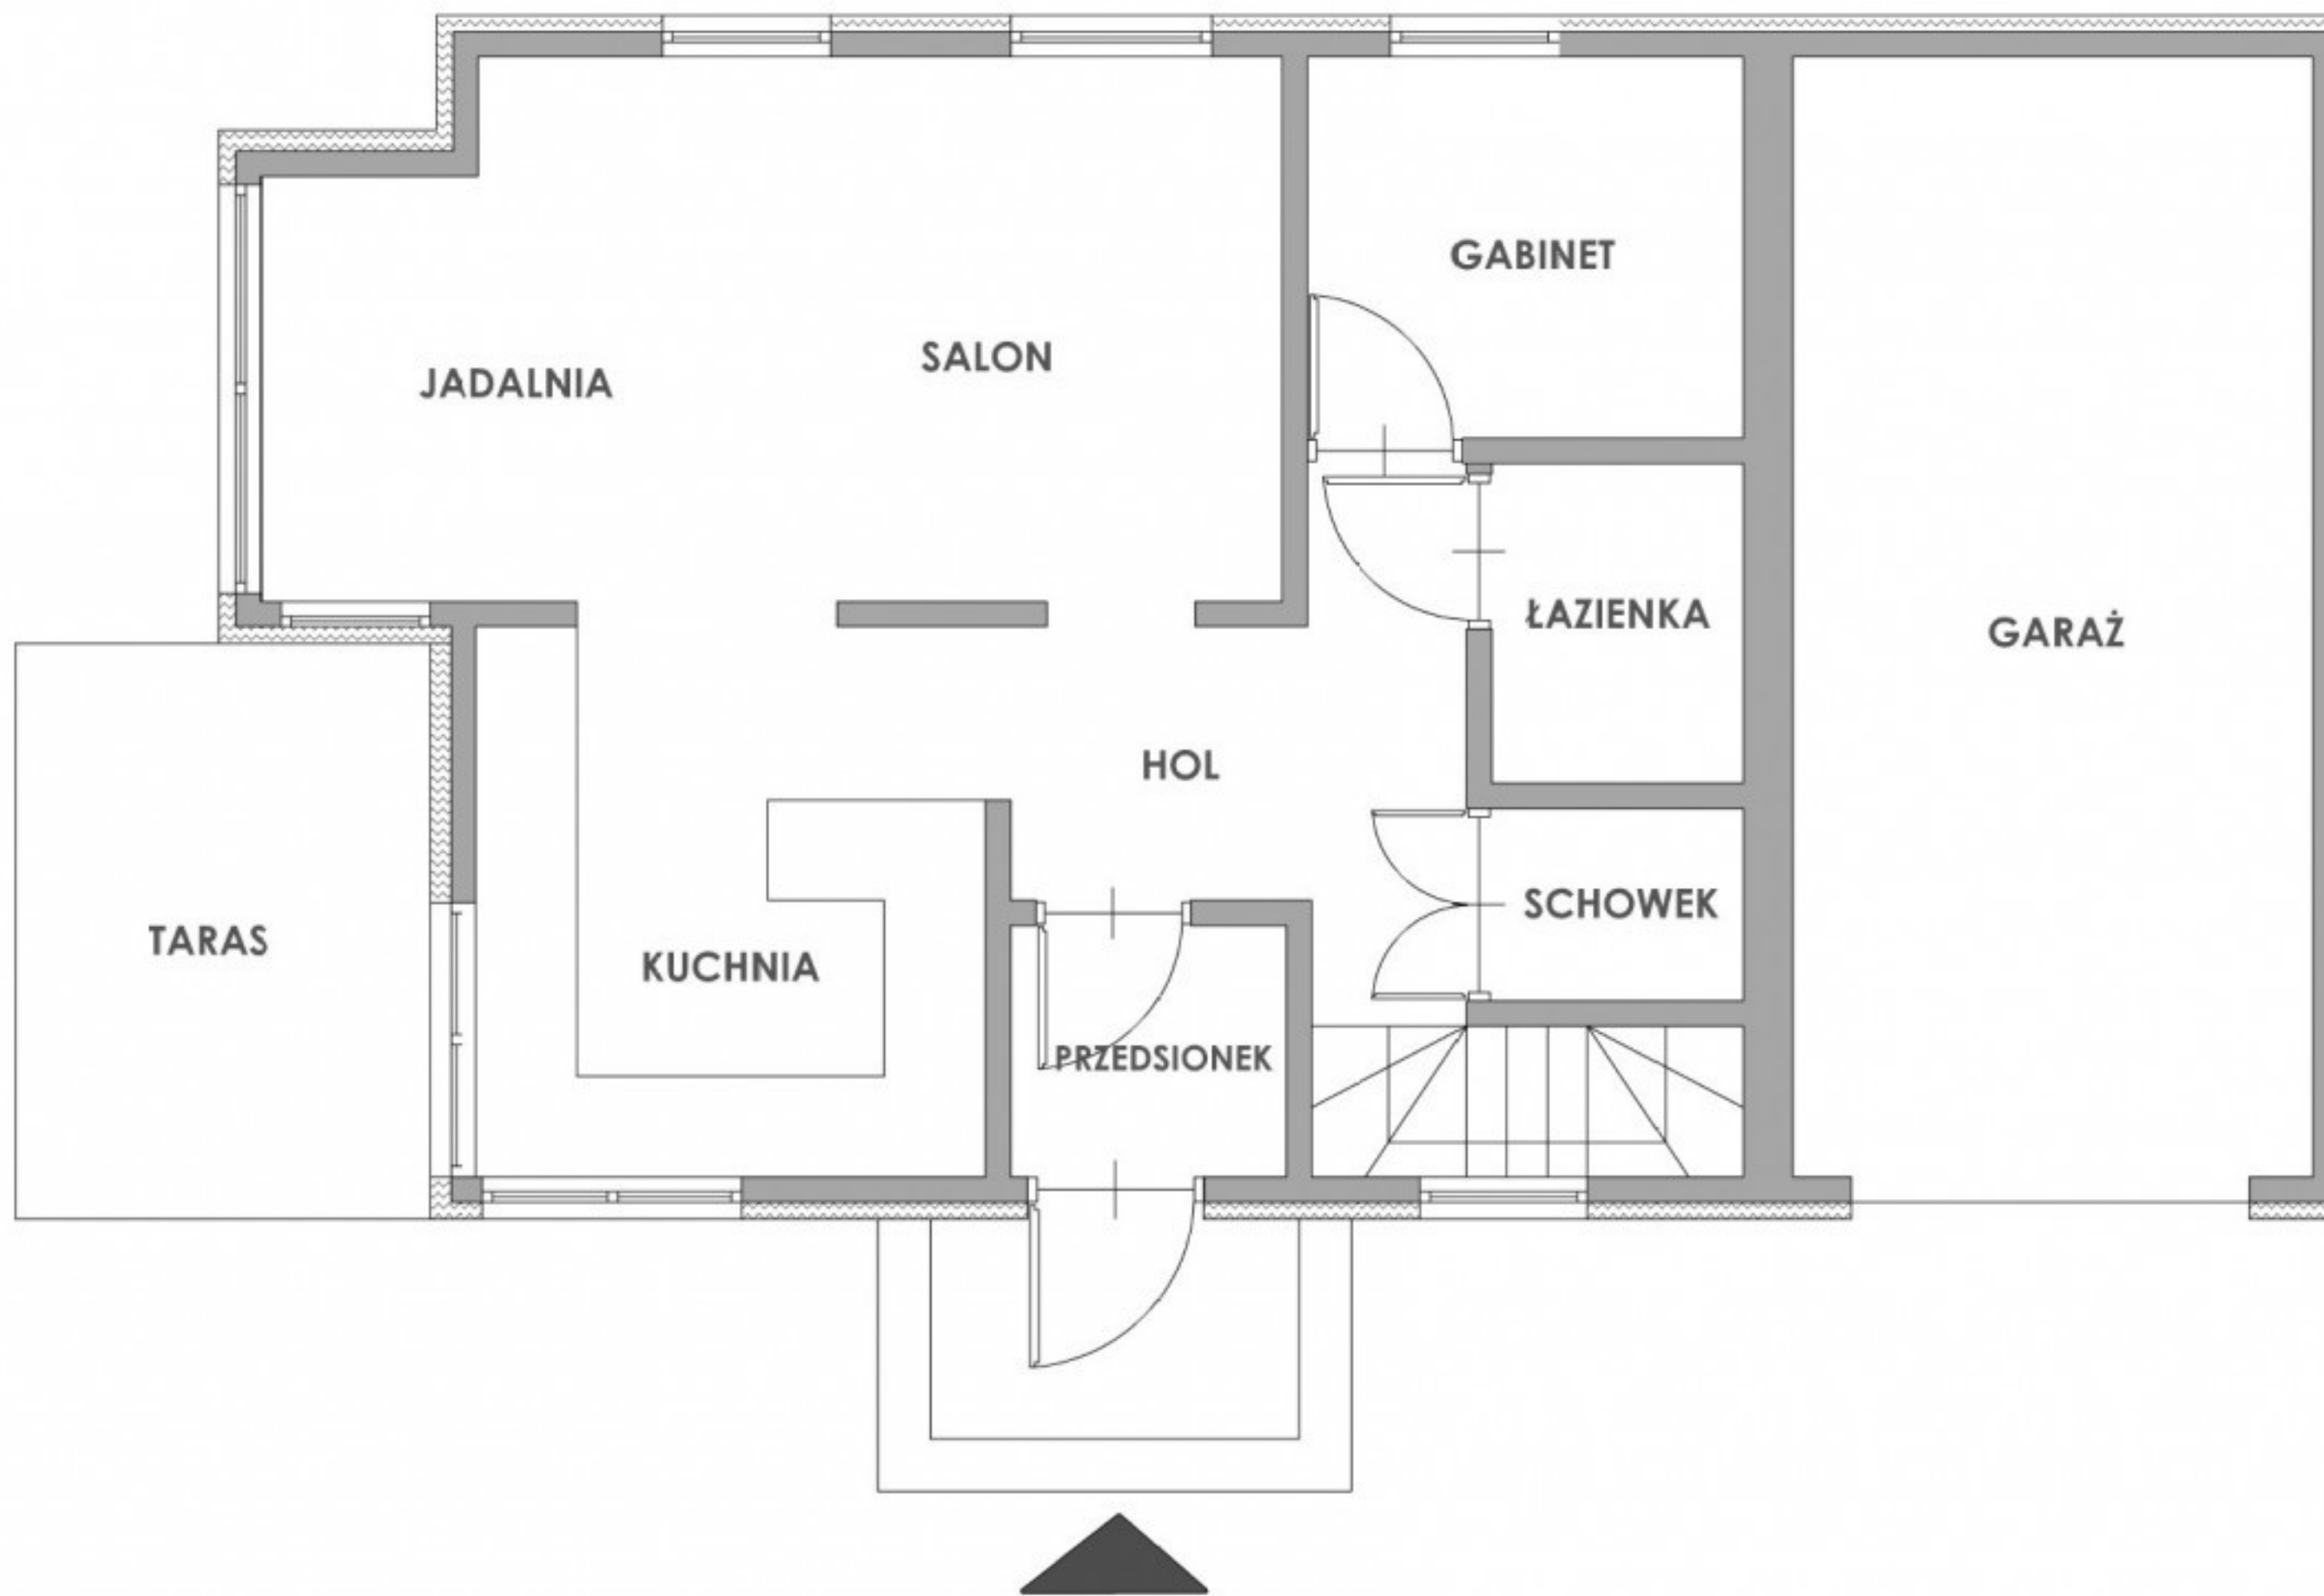 GABINET
SALON
JADALNIA
ŁAZIENKA
GARAŻ
HOL
SCHOWEK
TARAS
KUCHNIA
PRZEDSIONEK